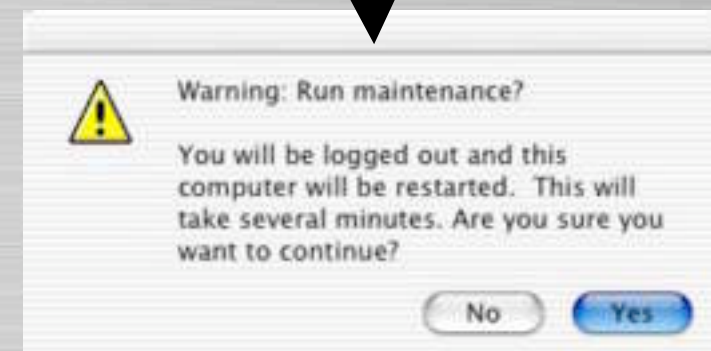 Warning: Run maintenance?
You will be logged out and this
computer will be restarted. This will
take several minutes. Are you sure you
want to continue?
No
Yes